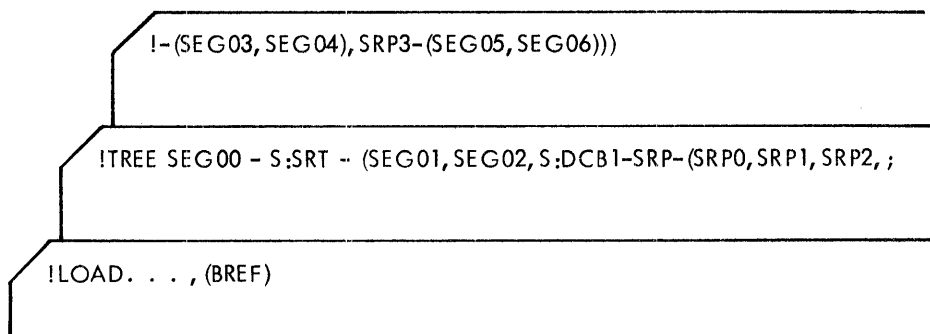 !-(SEG03, SEG04), SRP3-(SEG05, SEG06)))
!TREE SEG00 - S:SRT - (SEG01, SEG02, S:DCB1-SRP-(SRP0, SRP1, SRP2, ;
!LOAD. . . , (BREF)